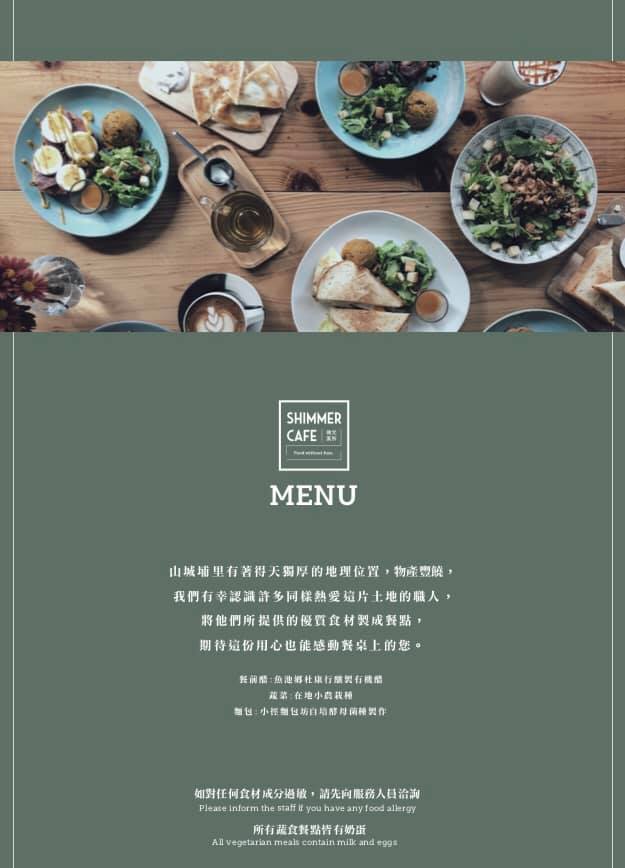 SHIMMER
CAFE 微光
MENU
山城埔里有著得天獨厚的地理位置，物產豐饒，
我們有幸認識許多同樣熱愛這片土地的職人，
將他們所提供的優質食材製成餐點，
期待這份用心也能感動餐桌上的您。
餐前醋:魚池鄉杜康行釀製有機醋
蔬菜:在地小農栽種
麵包:小徑麵包坊自培酵母菌種製作
如對任何食材成分過敏，請先向服務人員洽詢
Please inform the staff if you have any food allergy
所有蔬食餐點皆有奶蛋
All vegetarian meals contain milk and eggs